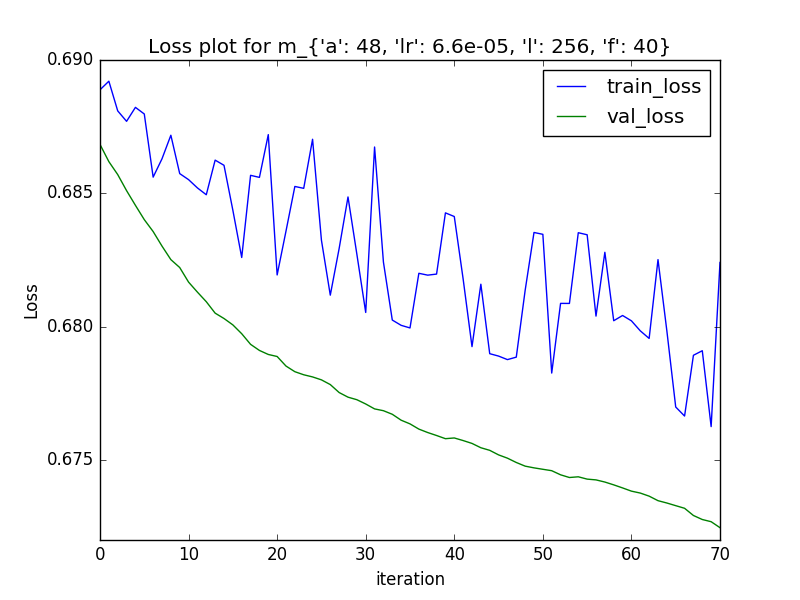 Loss plot for m_{'a': 48, 'lr': 6.6e-05, 'l': 256, 'f': 40}
0.690
0.685
0.680
0.675
Loss
train_loss
val_loss
0 10 20 30 40 50 60 70
iteration